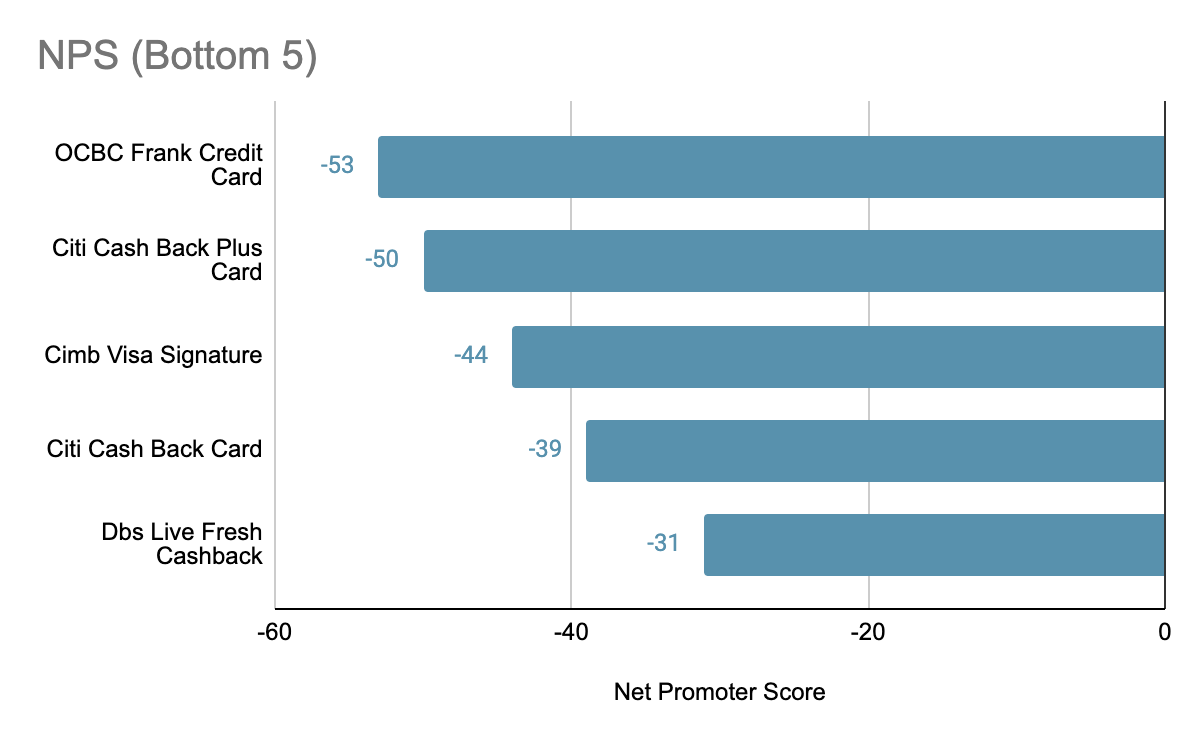 NPS (Bottom 5)
OCBC Frank Credit
Card
-53
Citi Cash Back Plus
Card
-50
Cimb Visa Signature
-44
Citi Cash Back Card
-39
Dbs Live Fresh
Cashback
-31
-60
-40
-20
0
Net Promoter Score